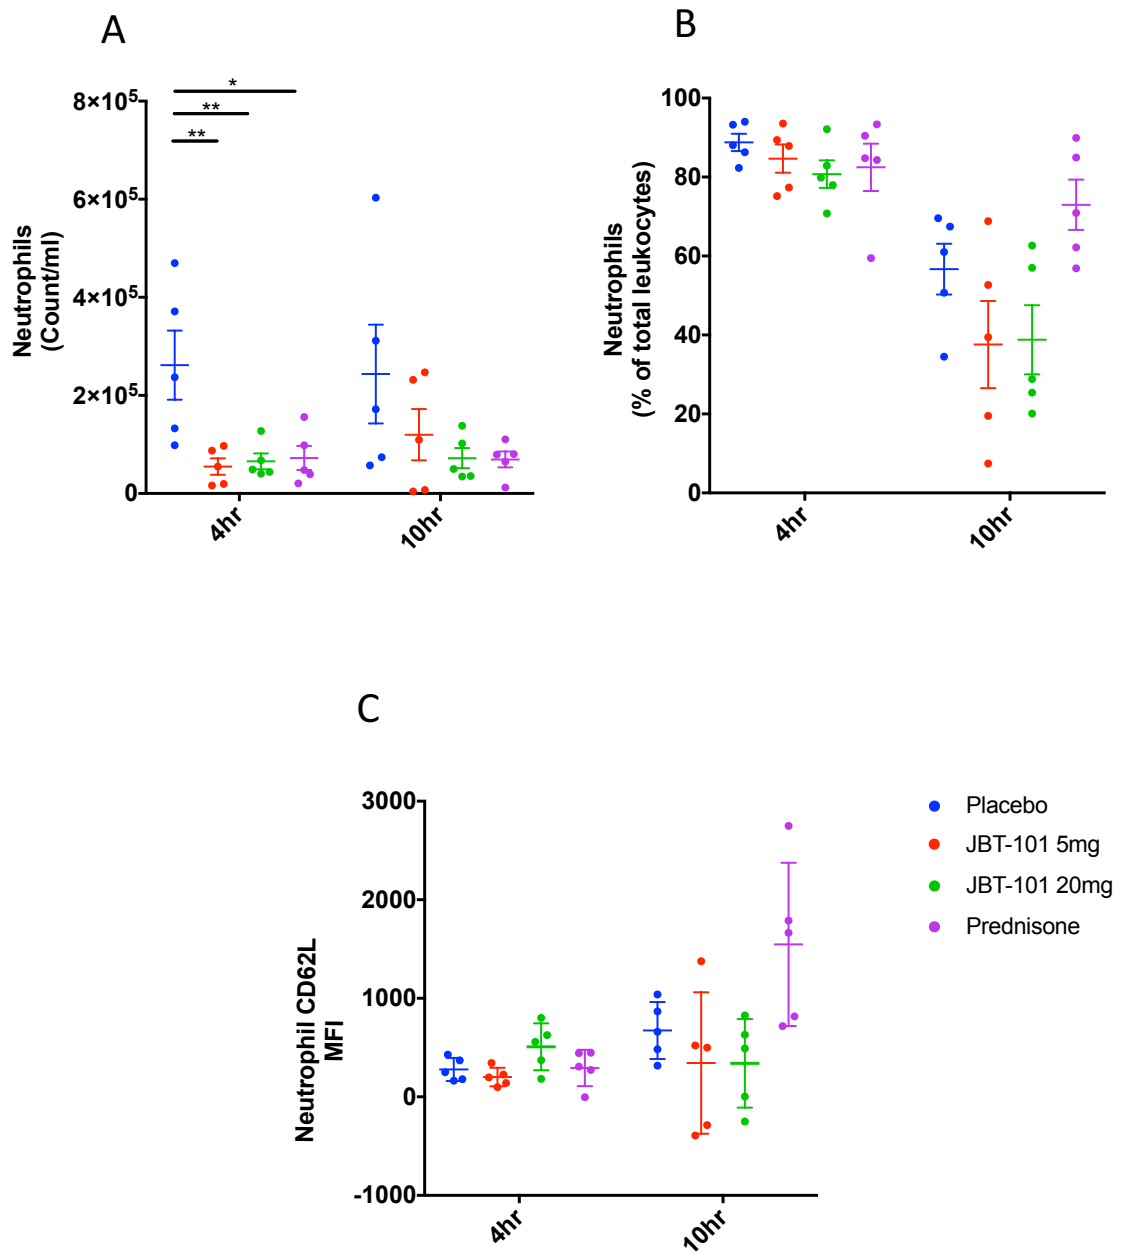 A
*
**
**
8×10⁵
6×10⁵
4×10⁵
2×10⁵
0
Neutrophils
(Count/ml)
4hr
10hr
B
100
80
60
40
20
0
Neutrophils
(% of total leukocytes)
4hr
10hr
C
3000
2000
1000
0
-1000
Neutrophil CD62L
MFI
4hr
10hr
Placebo
JBT-101 5mg
JBT-101 20mg
Prednisone